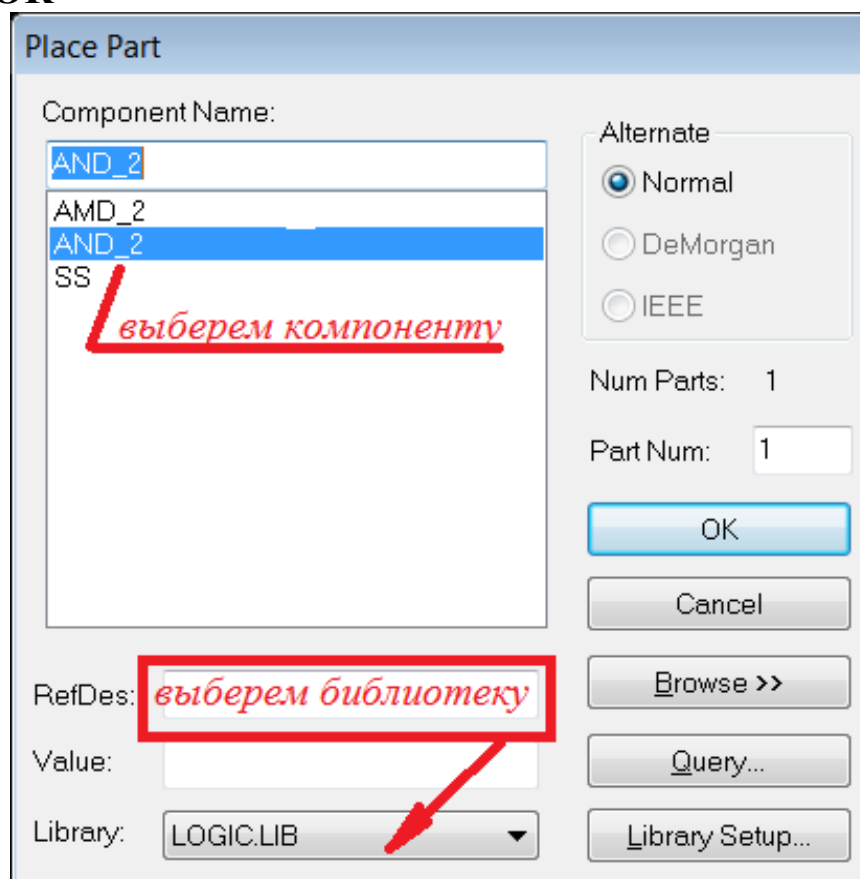 Place Part
Component Name:
AND_2
AMD_2
AND_2
SS
выберем компоненту
Alternate
Normal
DeMorgan
IEEE
Num Parts: 1
Part Num: 1
OK
Cancel
RefDes: выберем библиотеку
Browse >>
Value:
Query...
Library: LOGIC.LIB
Library Setup...